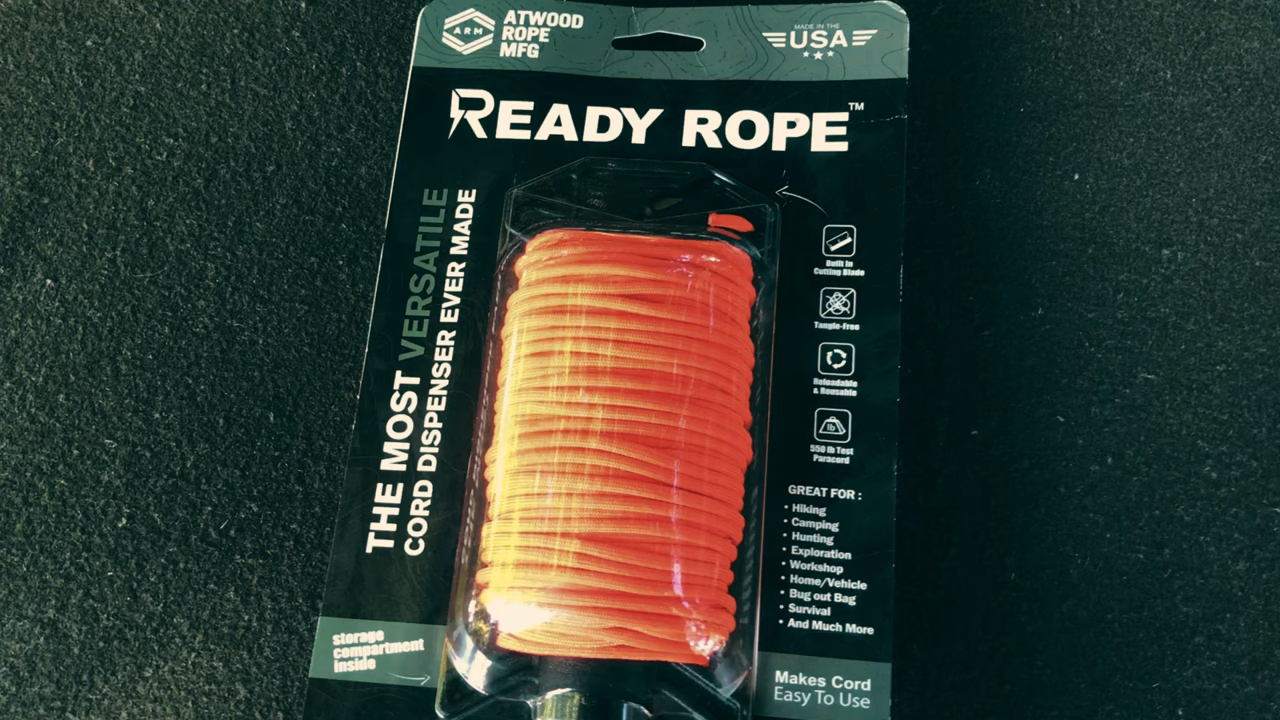 ARM
ATWOOD
ROPE
MFG
MADE IN THE
USA
READY ROPE™
THE MOST VERSATILE
CORD DISPENSER EVER MADE
Built In
Cutting Blade
Tangle-Free
Reloadable
& Reusable
lb
550 lb Test
Paracord
GREAT FOR :
• Hiking
• Camping
• Hunting
• Exploration
• Workshop
• Home/Vehicle
• Bug out Bag
• Survival
• And Much More
storage
compartment
inside
Makes Cord
Easy To Use